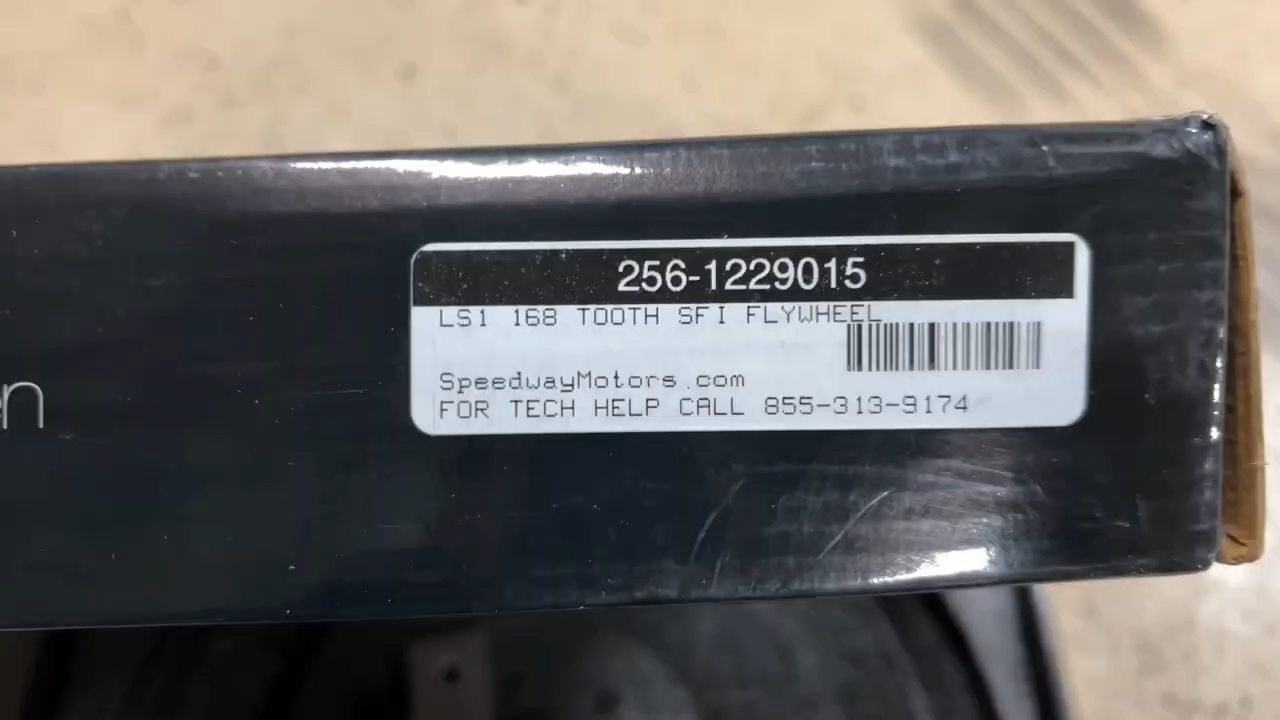 256-1229015
LS1 168 TOOTH SFI FLYWHEEL
SpeedwayMotors.com
FOR TECH HELP CALL 855-313-9174